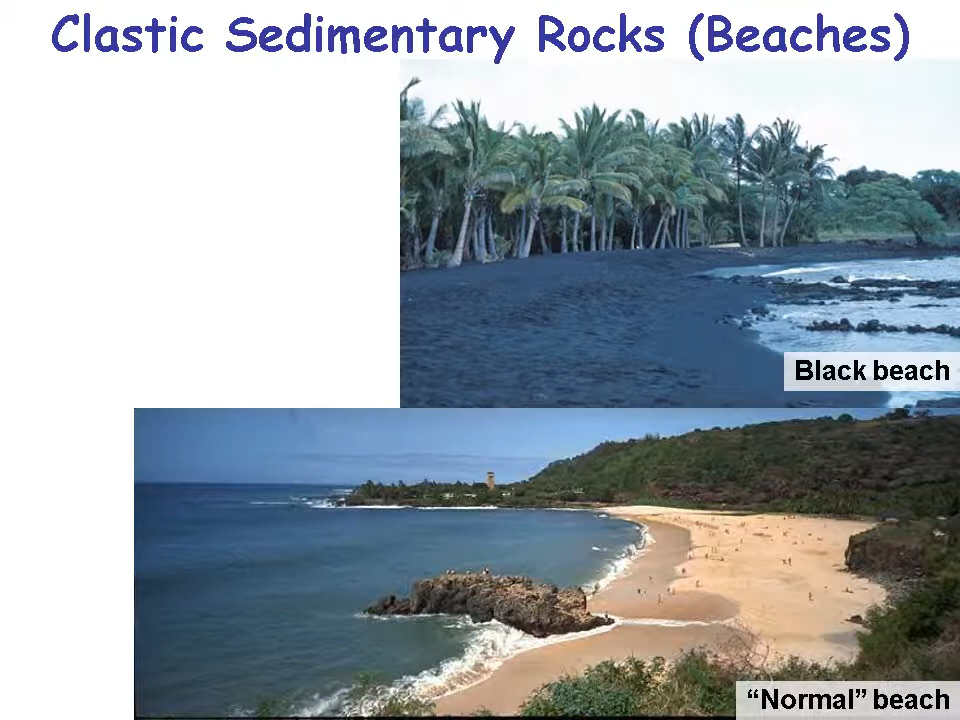 Clastic Sedimentary Rocks (Beaches)
Black beach
“Normal” beach